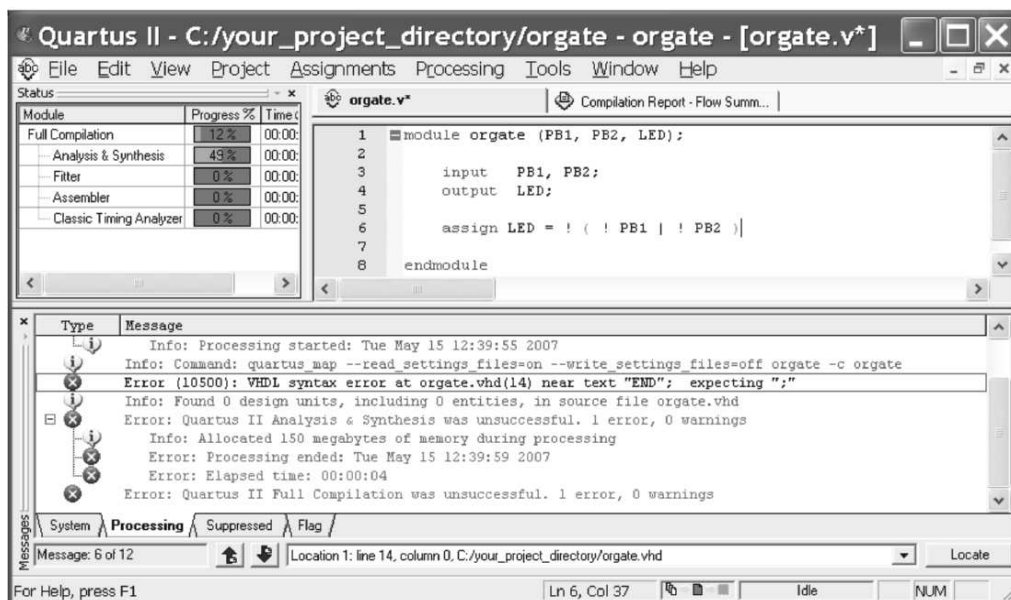 Quartus II - C:/your_project_directory/orgate - orgate - [orgate.v*]
File Edit View Project Assignments Processing Tools Window Help
Status
Module Progress % Time (
Full Compilation 12 % 00:00:
Analysis & Synthesis 49 % 00:00:
Fitter 0 % 00:00:
Assembler 0 % 00:00:
Classic Timing Analyzer 0 % 00:00:
orgate.v*
Compilation Report - Flow Summ...
1 module orgate (PB1, PB2, LED);
2
3 input PB1, PB2;
4 output LED;
5
6 assign LED = ! ( ! PB1 | ! PB2 )
7
8 endmodule
Type Message
Info: Processing started: Tue May 15 12:39:55 2007
Info: Command: quartus_map --read_settings_files=on --write_settings_files=off orgate -c orgate
Error (10500): VHDL syntax error at orgate.vhd(14) near text "END"; expecting ";"
Info: Found 0 design units, including 0 entities, in source file orgate.vhd
Error: Quartus II Analysis & Synthesis was unsuccessful. 1 error, 0 warnings
Info: Allocated 150 megabytes of memory during processing
Error: Processing ended: Tue May 15 12:39:59 2007
Error: Elapsed time: 00:00:04
Error: Quartus II Full Compilation was unsuccessful. 1 error, 0 warnings
System Processing Suppressed Flag
Messages
Message: 6 of 12
Location 1: line 14, column 0, C:/your_project_directory/orgate.vhd
Locate
For Help, press F1
Ln 6, Col 37
Idle
NUM